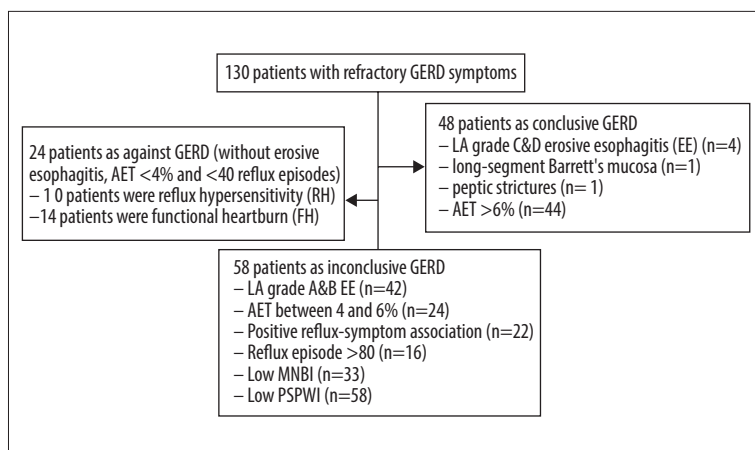 130 patients with refractory GERD symptoms
24 patients as against GERD (without erosive
esophagitis, AET <4% and <40 reflux episodes)
– 1 0 patients were reflux hypersensitivity (RH)
–14 patients were functional heartburn (FH)
48 patients as conclusive GERD
– LA grade C&D erosive esophagitis (EE) (n=4)
– long-segment Barrett's mucosa (n=1)
– peptic strictures (n= 1)
– AET >6% (n=44)
58 patients as inconclusive GERD
– LA grade A&B EE (n=42)
– AET between 4 and 6% (n=24)
– Positive reflux-symptom association (n=22)
– Reflux episode >80 (n=16)
– Low MNBI (n=33)
– Low PSPWI (n=58)